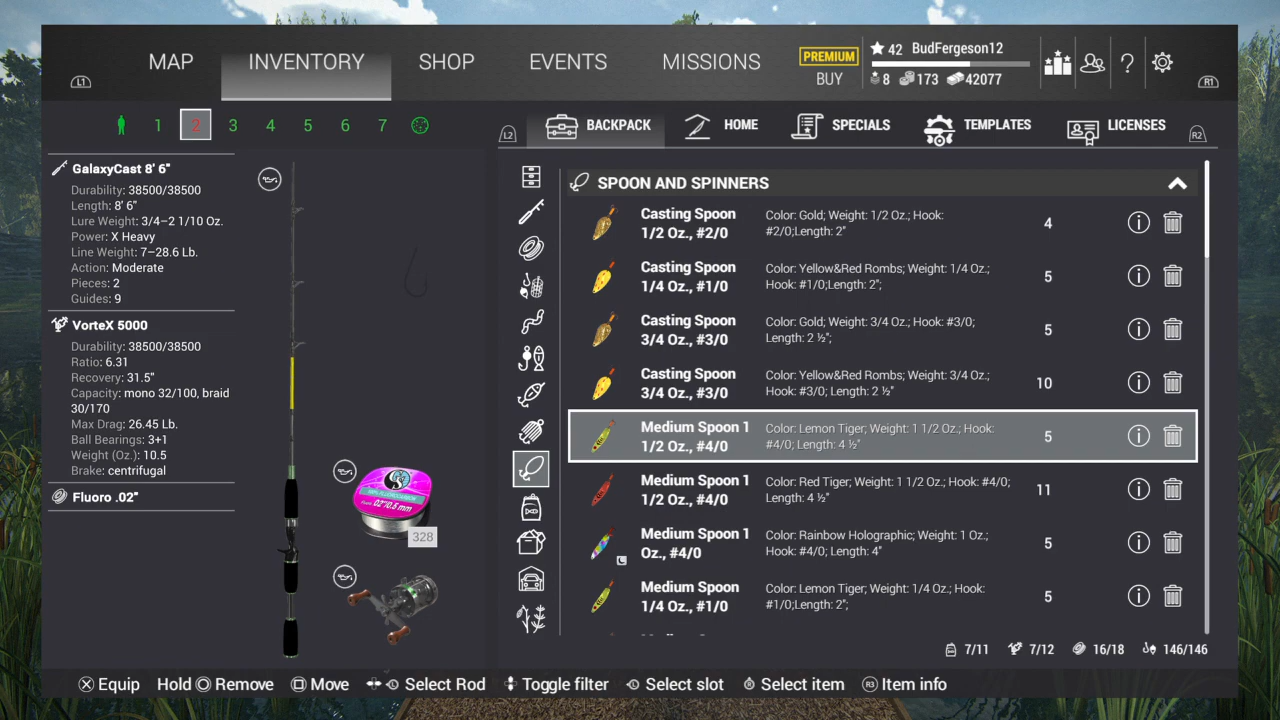 MAP INVENTORY SHOP EVENTS MISSIONS
PREMIUM
BUY
42 BudFergeson12
8 173 42077
L1
?
R1
1 2 3 4 5 6 7
L2
BACKPACK HOME SPECIALS TEMPLATES LICENSES
R2
GalaxyCast 8' 6"
Durability: 38500/38500
Length: 8' 6"
Lure Weight: 3/4–2 1/10 Oz.
Power: X Heavy
Line Weight: 7–28.6 Lb.
Action: Moderate
Pieces: 2
Guides: 9
VorteX 5000
Durability: 38500/38500
Ratio: 6.31
Recovery: 31.5"
Capacity: mono 32/100, braid
30/170
Max Drag: 26.45 Lb.
Ball Bearings: 3+1
Weight (Oz.): 10.5
Brake: centrifugal
Fluoro .02"
.02"/0.5 mm
328
SPOON AND SPINNERS
Casting Spoon
1/2 Oz., #2/0
Color: Gold; Weight: 1/2 Oz.; Hook:
#2/0;Length: 2"
4
Casting Spoon
1/4 Oz., #1/0
Color: Yellow&Red Rombs; Weight: 1/4 Oz.;
Hook: #1/0;Length: 2";
5
Casting Spoon
3/4 Oz., #3/0
Color: Gold; Weight: 3/4 Oz.; Hook: #3/0;
Length: 2 ½";
5
Casting Spoon
3/4 Oz., #3/0
Color: Yellow&Red Rombs; Weight: 3/4 Oz.;
Hook: #3/0;Length: 2 ½"
10
Medium Spoon 1
1/2 Oz., #4/0
Color: Lemon Tiger; Weight: 1 1/2 Oz.; Hook:
#4/0; Length: 4 ½"
5
Medium Spoon 1
1/2 Oz., #4/0
Color: Red Tiger; Weight: 1 1/2 Oz.; Hook: #4/0;
Length: 4 ½"
11
Medium Spoon 1
Oz., #4/0
Color: Rainbow Holographic; Weight: 1 Oz.;
Hook: #4/0; Length: 4"
5
Medium Spoon
1/4 Oz., #1/0
Color: Lemon Tiger; Weight: 1/4 Oz.; Hook:
#1/0;Length: 2";
5
7/11 7/12 16/18 146/146
Equip Hold Remove Move Select Rod Toggle filter Select slot Select item R3 Item info